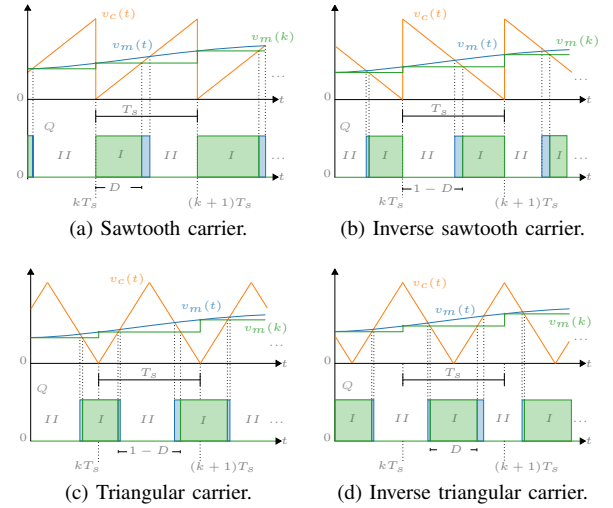 v_c(t)
v_m(t)
v_m(k)
...
0
t
T_s
Q
II
I
II
I
...
0
t
D
kT_s
(k+1)T_s
(a) Sawtooth carrier.
v_c(t)
v_m(t)
v_m(k)
...
0
t
T_s
Q
II
I
II
I
...
0
t
1 − D
kT_s
(k+1)T_s
(b) Inverse sawtooth carrier.
v_c(t)
v_m(t)
v_m(k)
...
0
t
T_s
Q
II
I
II
I
II
...
0
t
1 − D
kT_s
(k+1)T_s
(c) Triangular carrier.
v_c(t)
v_m(t)
v_m(k)
...
0
t
T_s
Q
I
II
I
II
I
...
0
t
D
kT_s
(k+1)T_s
(d) Inverse triangular carrier.